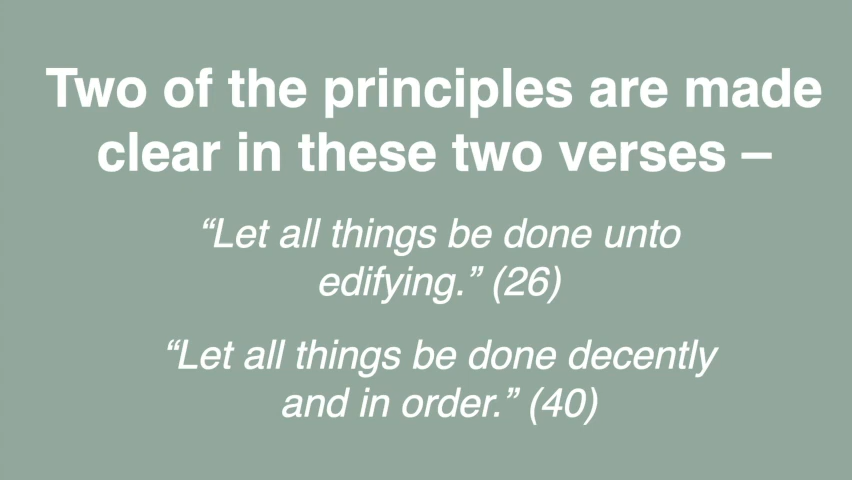 Two of the principles are made
clear in these two verses –
“Let all things be done unto
edifying.” (26)
“Let all things be done decently
and in order.” (40)